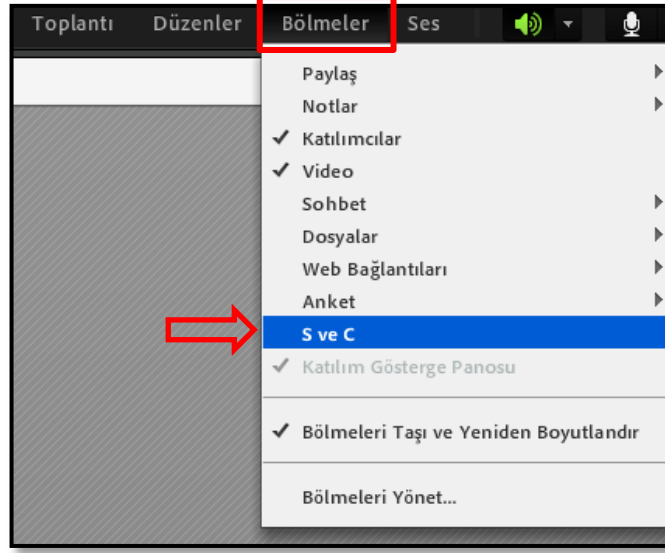 Toplantı Düzenler Bölmeler Ses
Paylaş
Notlar
Katılımcılar
Video
Sohbet
Dosyalar
Web Bağlantıları
Anket
S ve C
Katılım Gösterge Panosu
Bölmeleri Taşı ve Yeniden Boyutlandır
Bölmeleri Yönet...